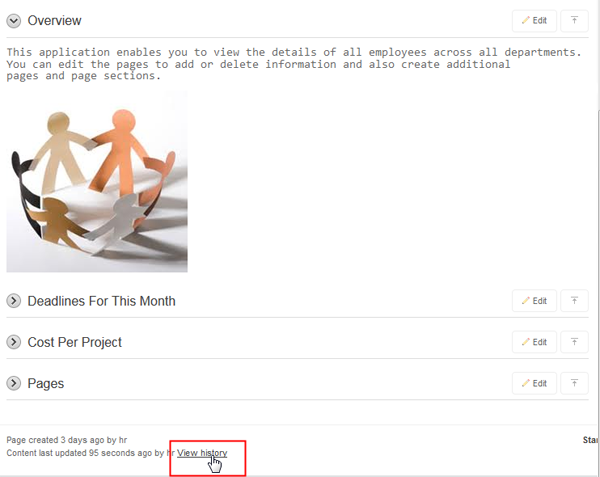 Overview
Edit
This application enables you to view the details of all employees across all departments.
You can edit the pages to add or delete information and also create additional
pages and page sections.
Deadlines For This Month
Edit
Cost Per Project
Edit
Pages
Edit
Page created 3 days ago by hr
Content last updated 95 seconds ago by hr View history